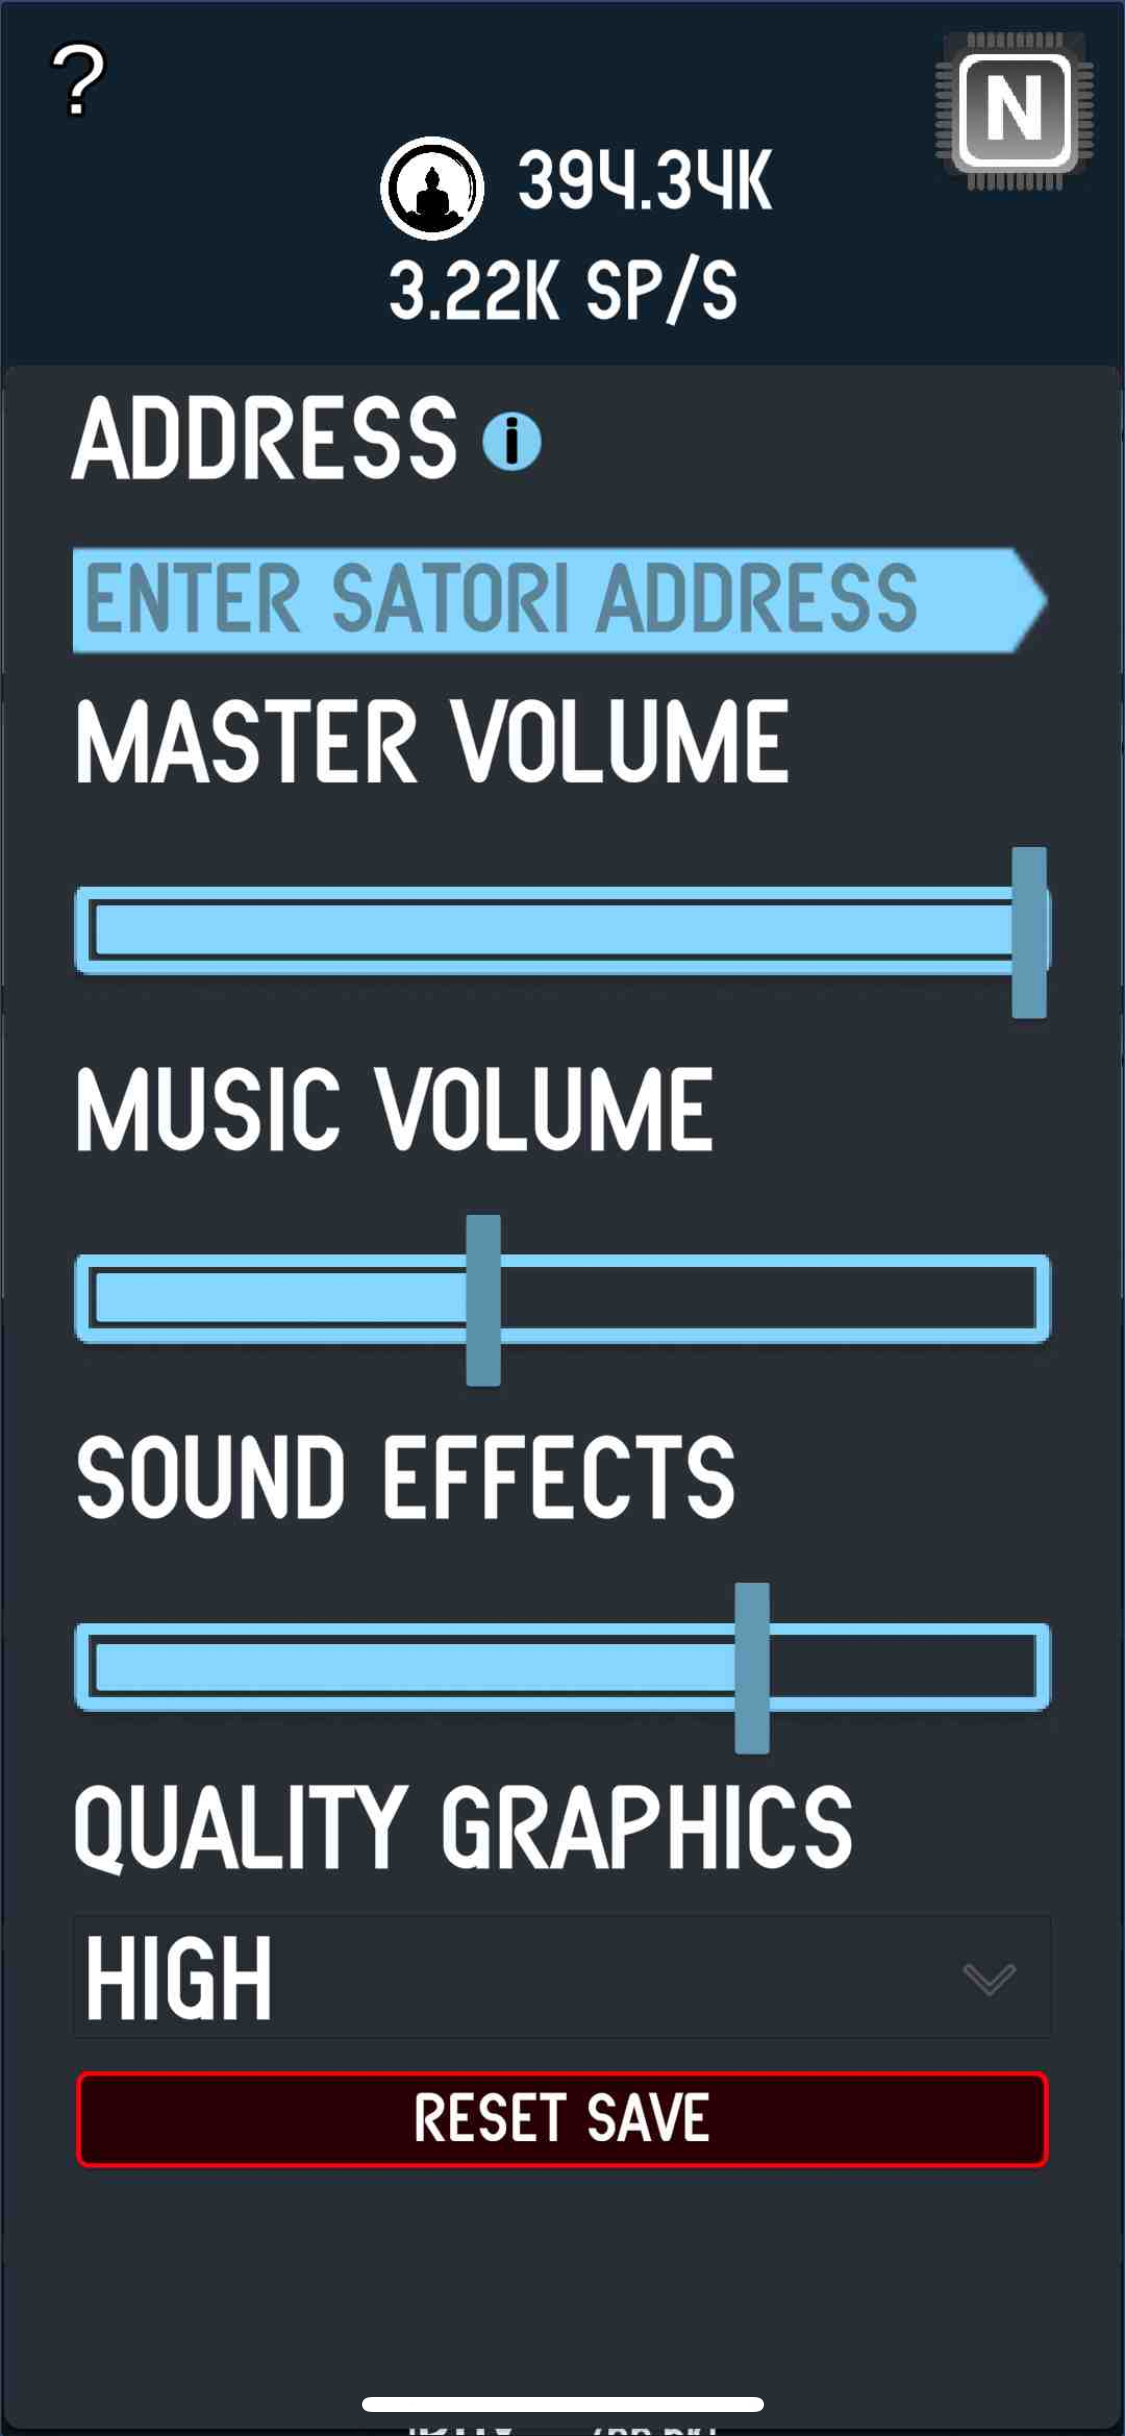 ?
N
394.34K
3.22K SP/S
ADDRESS i
ENTER SATORI ADDRESS
MASTER VOLUME
MUSIC VOLUME
SOUND EFFECTS
QUALITY GRAPHICS
HIGH
RESET SAVE